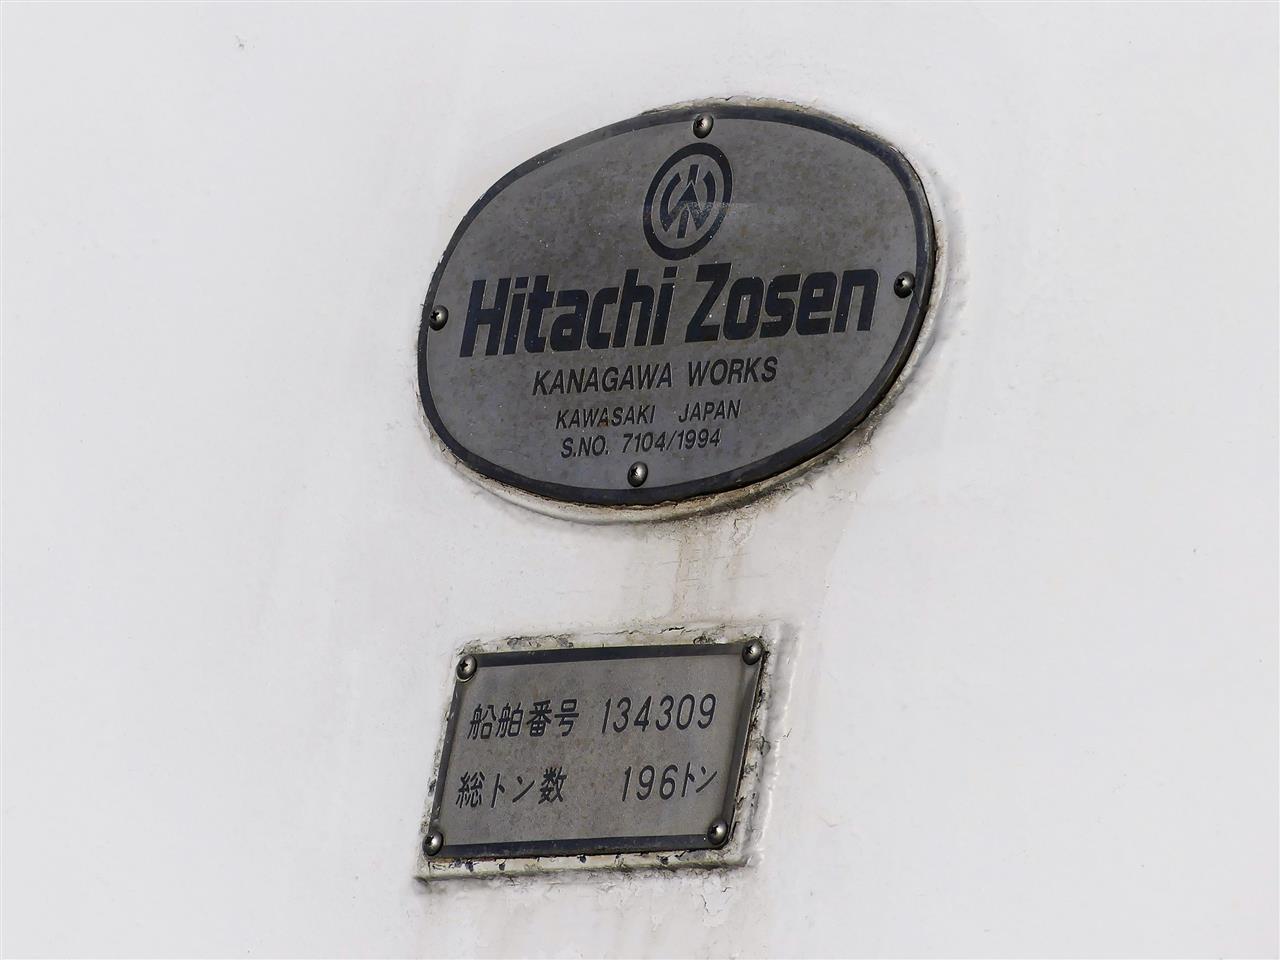 Hitachi Zosen
KANAGAWA WORKS
KAWASAKI JAPAN
S.NO. 7104/1994
船舶番号 134309
総トン数 196トン